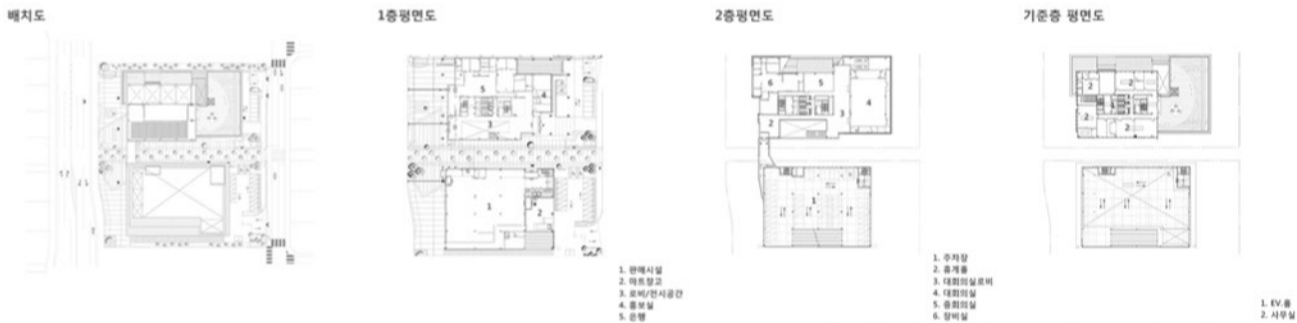 배치도
1층평면도
2층평면도
기준층 평면도
1. 판매시설
2. 마트창고
3. 로비/전시공간
4. 홍보실
5. 은행
1. 주차장
2. 휴게홀
3. 대회의실로비
4. 대회의실
5. 중회의실
6. 장비실
1. EV.홀
2. 사무실